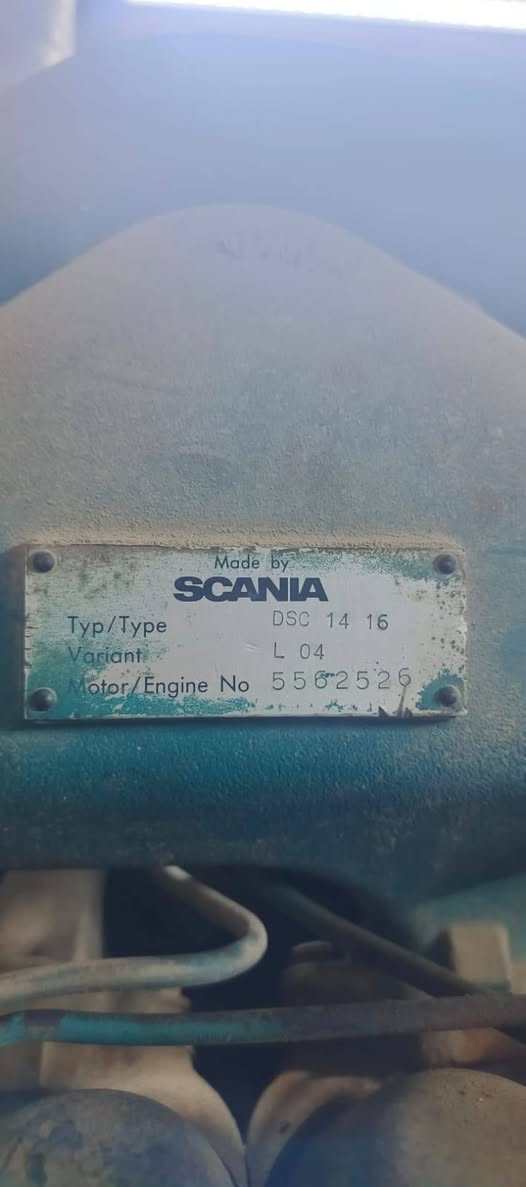 Made by
SCANIA
Typ/Type DSC 14 16
Variant L 04
Motor/Engine No 5562526